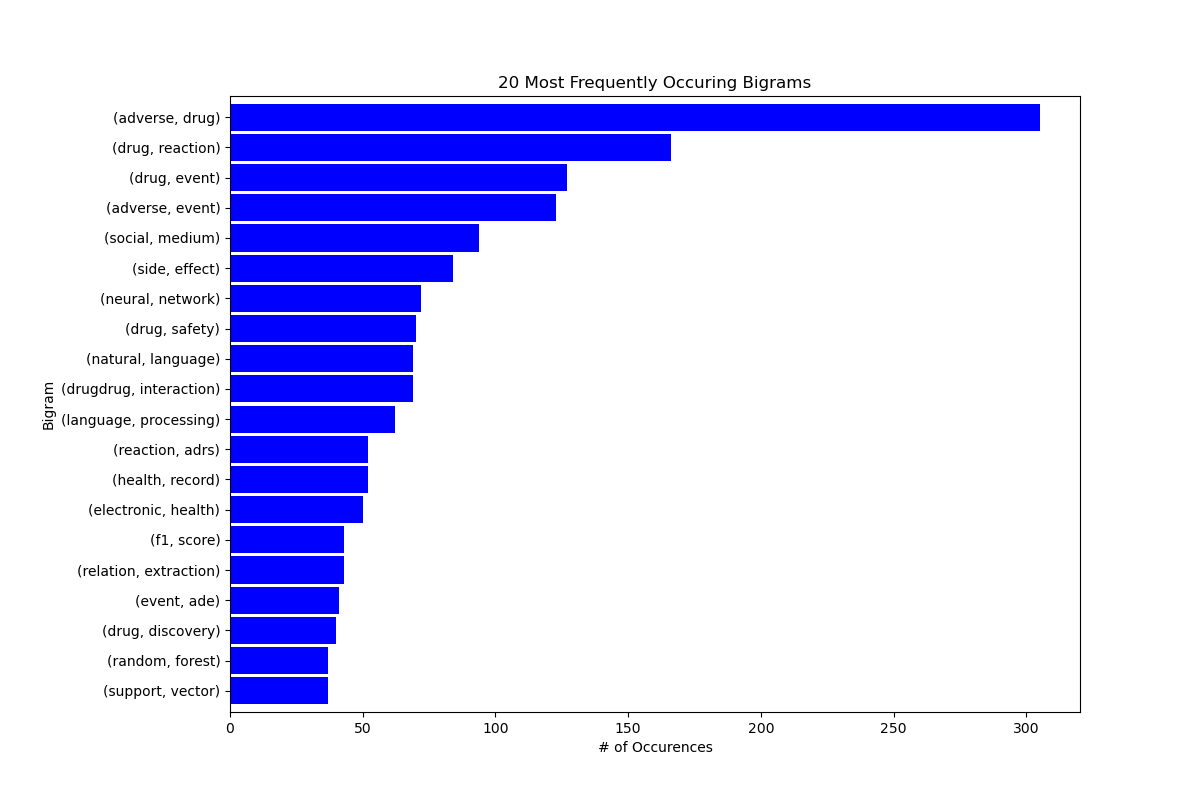 20 Most Frequently Occuring Bigrams
(adverse, drug)
(drug, reaction)
(drug, event)
(adverse, event)
(social, medium)
(side, effect)
(neural, network)
(drug, safety)
(natural, language)
(drugdrug, interaction)
(language, processing)
(reaction, adrs)
(health, record)
(electronic, health)
(f1, score)
(relation, extraction)
(event, ade)
(drug, discovery)
(random, forest)
(support, vector)
Bigram
0 50 100 150 200 250 300
# of Occurences